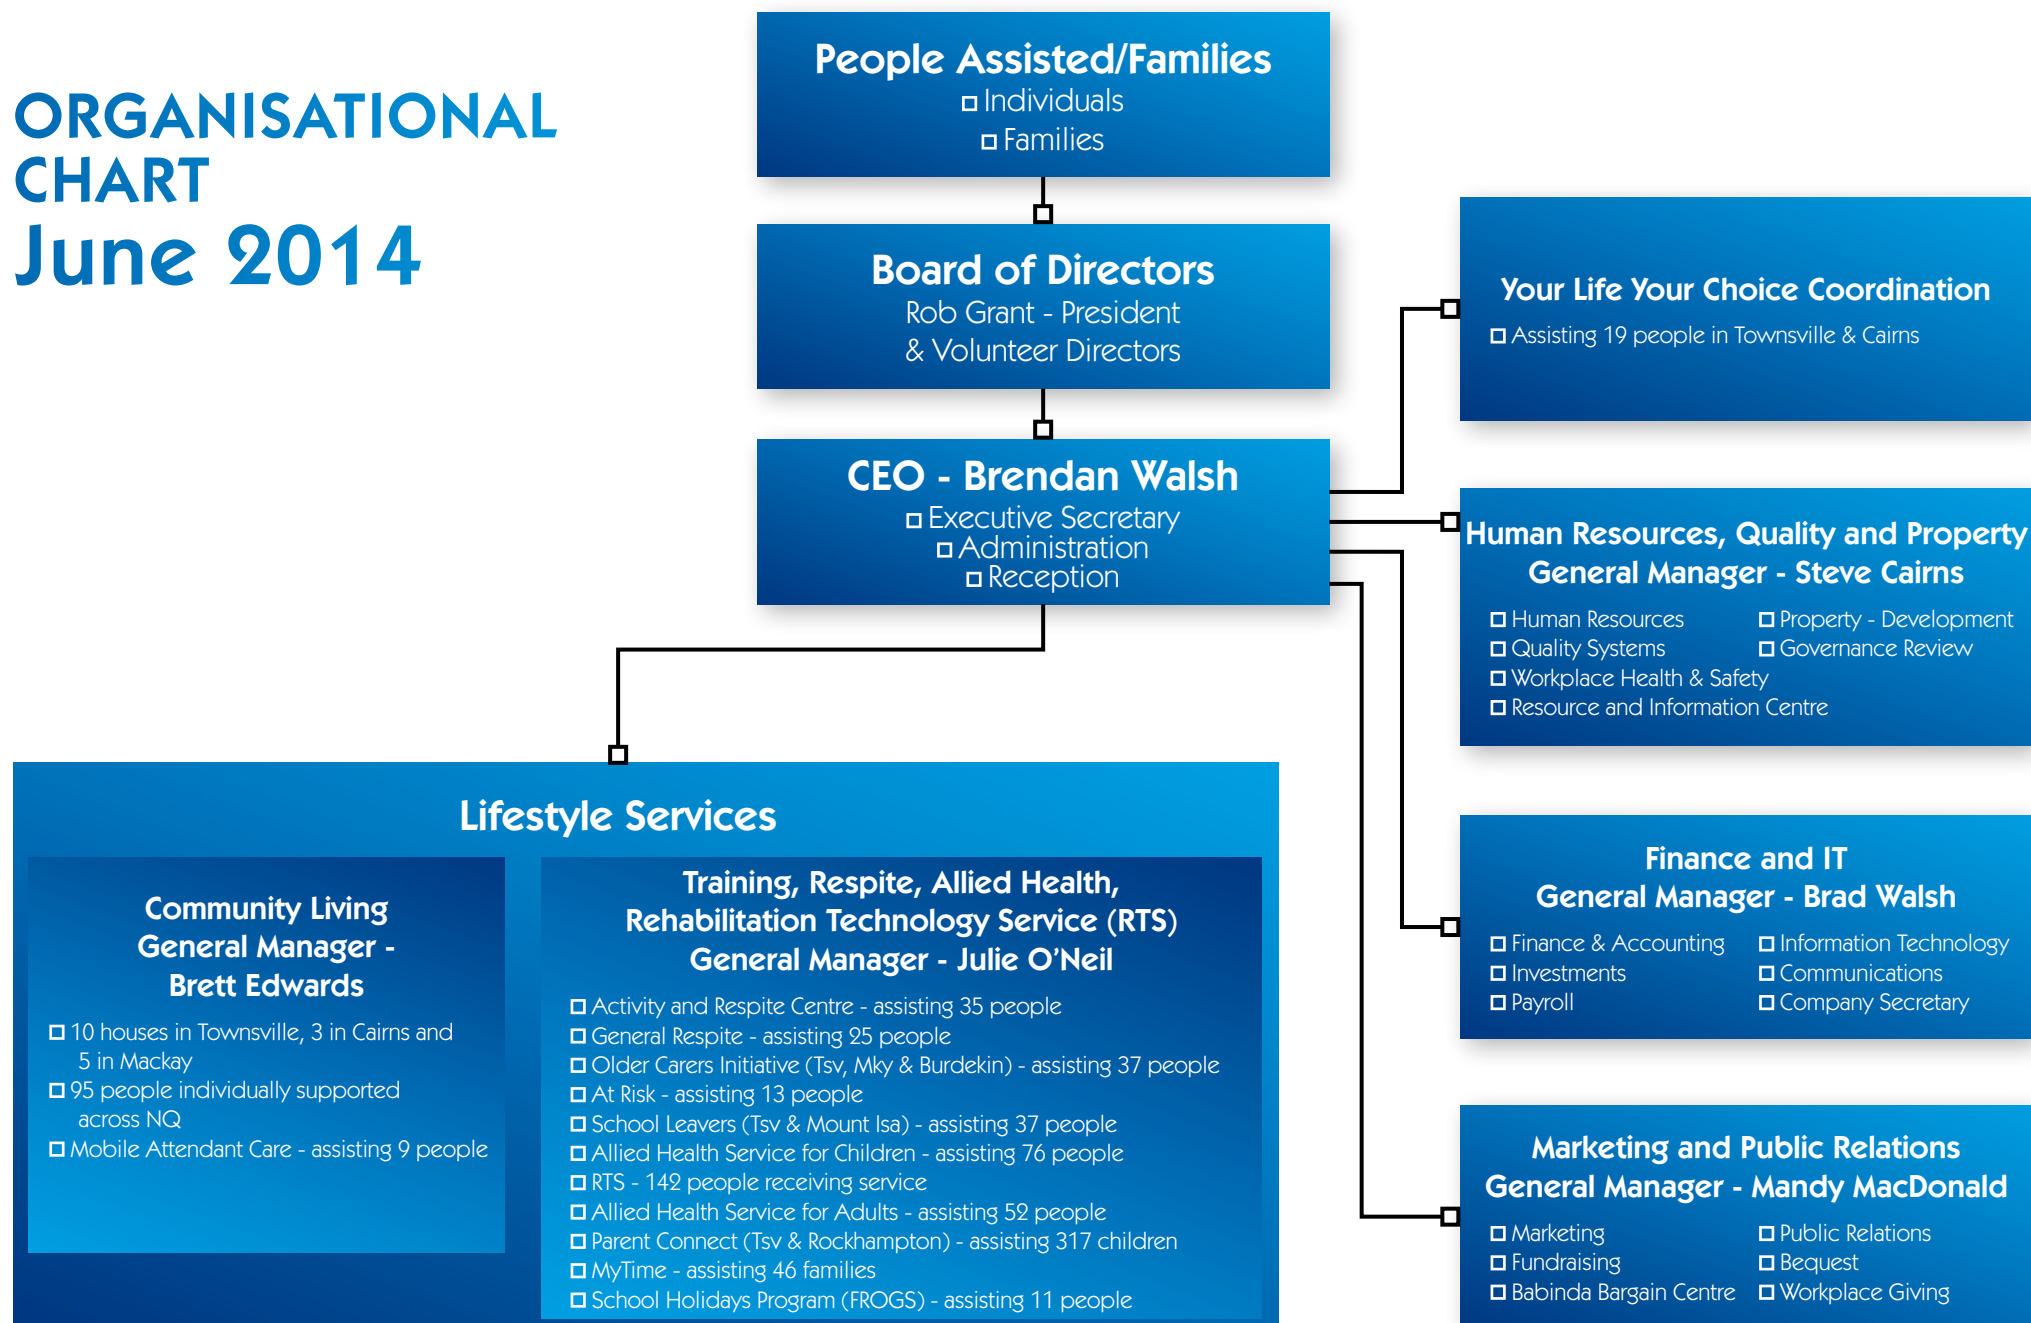 ORGANISATIONAL
CHART
June 2014
People Assisted/Families
Individuals
Families
Board of Directors
Rob Grant - President
& Volunteer Directors
CEO - Brendan Walsh
Executive Secretary
Administration
Reception
Your Life Your Choice Coordination
Assisting 19 people in Townsville & Cairns
Human Resources, Quality and Property
General Manager - Steve Cairns
Human Resources
Quality Systems
Workplace Health & Safety
Resource and Information Centre
Property - Development
Governance Review
Finance and IT
General Manager - Brad Walsh
Finance & Accounting
Investments
Payroll
Information Technology
Communications
Company Secretary
Marketing and Public Relations
General Manager - Mandy MacDonald
Marketing
Fundraising
Babinda Bargain Centre
Public Relations
Bequest
Workplace Giving
Lifestyle Services
Community Living
General Manager -
Brett Edwards
10 houses in Townsville, 3 in Cairns and
5 in Mackay
95 people individually supported
across NQ
Mobile Attendant Care - assisting 9 people
Training, Respite, Allied Health,
Rehabilitation Technology Service (RTS)
General Manager - Julie O'Neil
Activity and Respite Centre - assisting 35 people
General Respite - assisting 25 people
Older Carers Initiative (Tsv, Mky & Burdekin) - assisting 37 people
At Risk - assisting 13 people
School Leavers (Tsv & Mount Isa) - assisting 37 people
Allied Health Service for Children - assisting 76 people
RTS - 142 people receiving service
Allied Health Service for Adults - assisting 52 people
Parent Connect (Tsv & Rockhampton) - assisting 317 children
MyTime - assisting 46 families
School Holidays Program (FROGS) - assisting 11 people